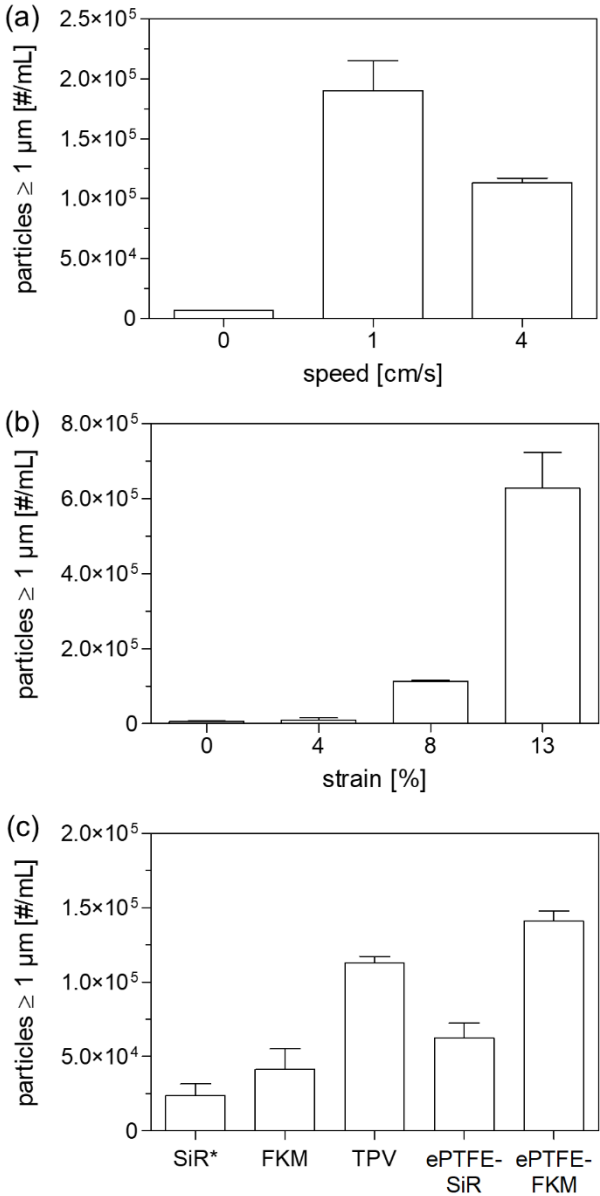 (a)
particles ≥ 1 µm [#/mL]
2.5×10⁵
2.0×10⁵
1.5×10⁵
1.0×10⁵
5.0×10⁴
0
0 1 4
speed [cm/s]
(b)
particles ≥ 1 µm [#/mL]
8.0×10⁵
6.0×10⁵
4.0×10⁵
2.0×10⁵
0
0 4 8 13
strain [%]
(c)
particles ≥ 1 µm [#/mL]
2.0×10⁵
1.5×10⁵
1.0×10⁵
5.0×10⁴
0
SiR* FKM TPV ePTFE- ePTFE-
SiR FKM